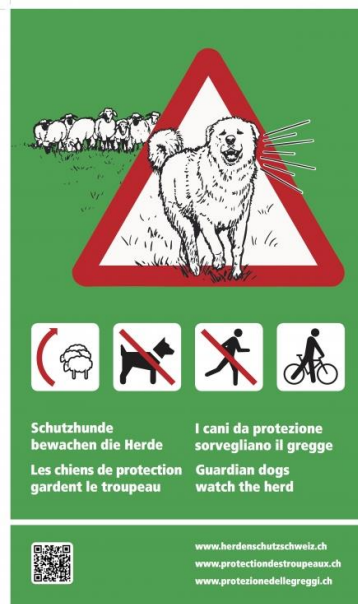 Schutzhunde
bewachen die Herde
Les chiens de protection
gardent le troupeau
I cani da protezione
sorvegliano il gregge
Guardian dogs
watch the herd
www.herdenschutzschweiz.ch
www.protectiondestroupeaux.ch
www.protezionedellegreggi.ch